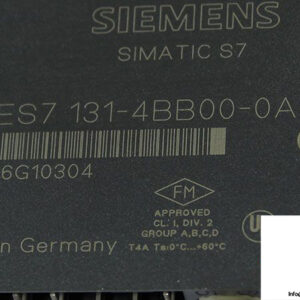 SIEMENS
SIMATIC S7
ES7 131-4BB00-0A
6G10304
FM
APPROVED
CL. I, DIV. 2
GROUP A,B,C,D
T4A Ta:0°C...+60°C
in Germany